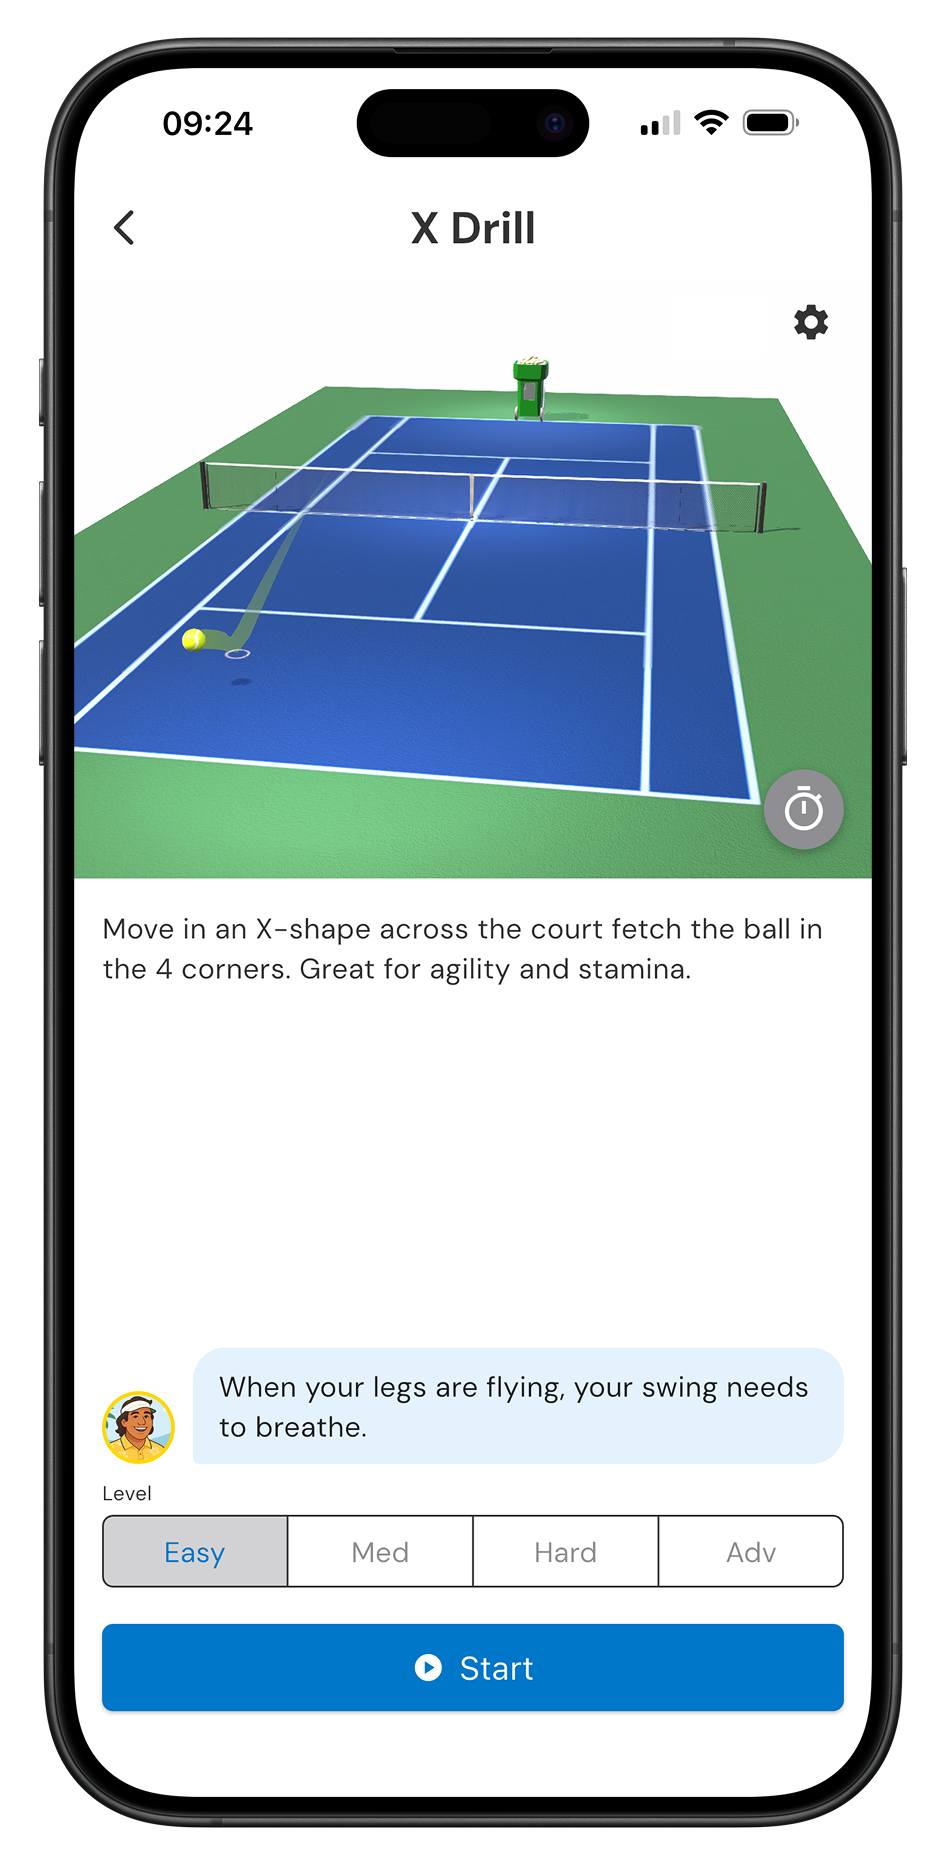 09:24
X Drill
Move in an X-shape across the court fetch the ball in
the 4 corners. Great for agility and stamina.
When your legs are flying, your swing needs
to breathe.
Level
Easy
Med
Hard
Adv
Start